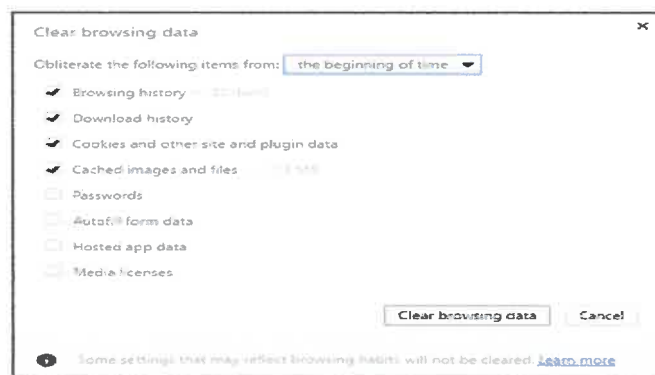 Clear browsing data
Obliterate the following items from: the beginning of time
Browsing history
Download history
Cookies and other site and plugin data
Cached images and files
Passwords
Autofill form data
Hosted app data
Media licenses
Clear browsing data Cancel
Some settings that may reflect browsing habits will not be cleared. Learn more